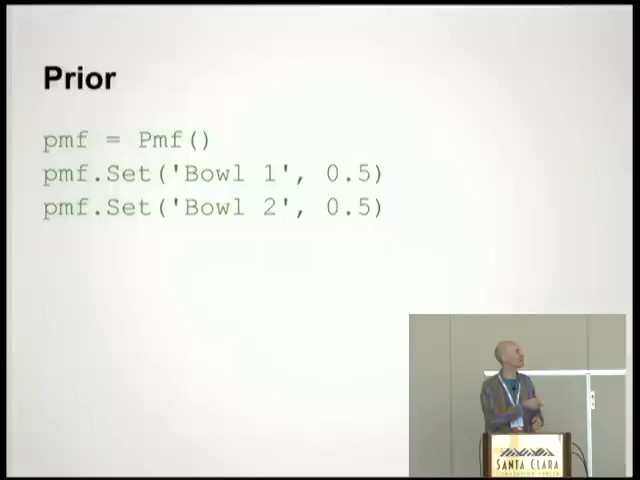 Prior
pmf = Pmf()
pmf.Set('Bowl 1', 0.5)
pmf.Set('Bowl 2', 0.5)
SANTA CLARA